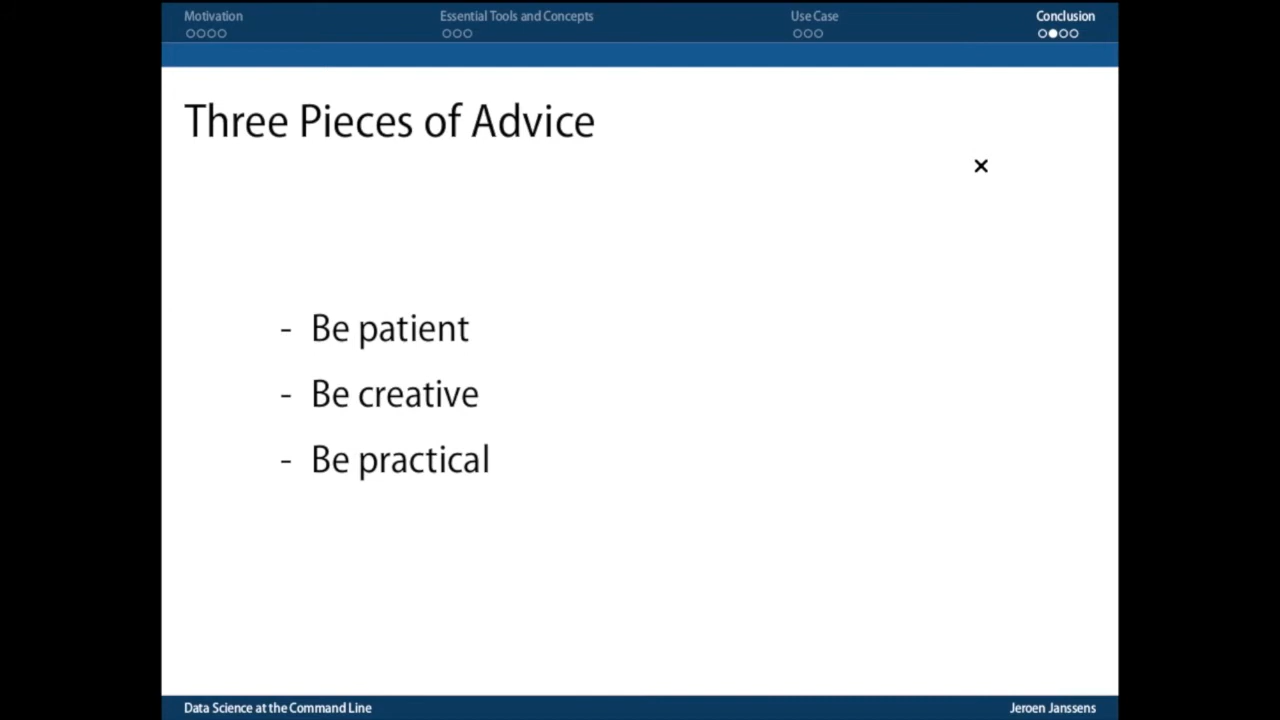 Motivation Essential Tools and Concepts Use Case Conclusion
Three Pieces of Advice
- Be patient
- Be creative
- Be practical
Data Science at the Command Line Jeroen Janssens